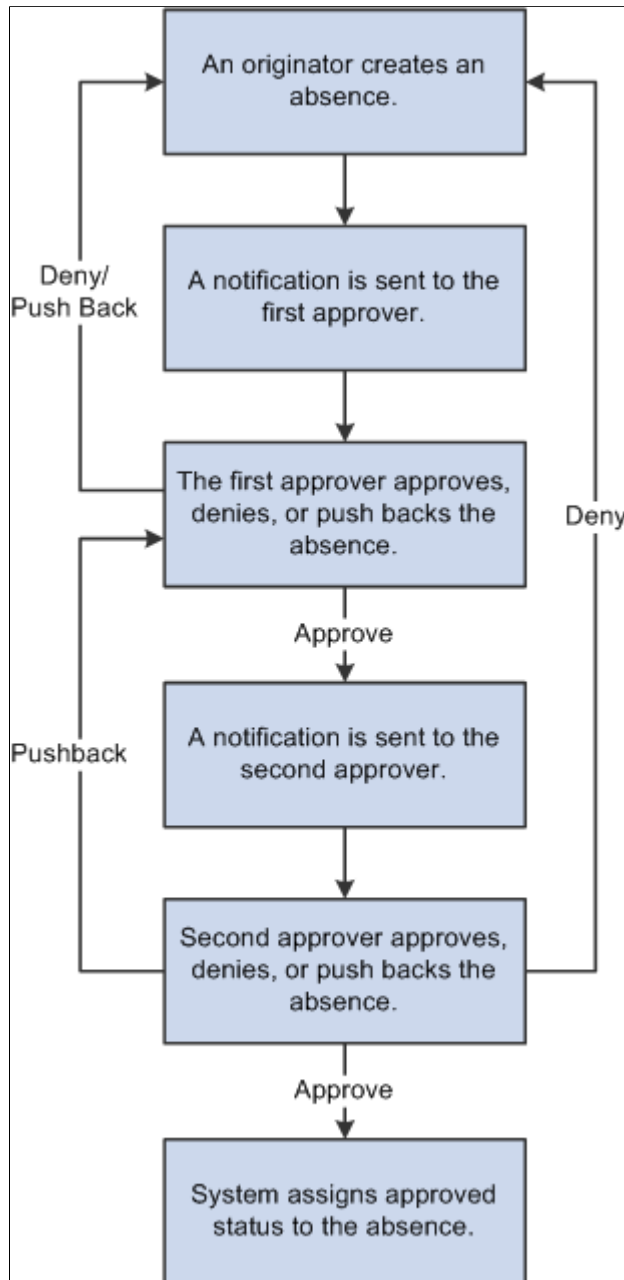 An originator creates an
absence.
Deny/
Push Back
A notification is sent to the
first approver.
The first approver approves,
denies, or push backs the
absence.
Deny
Approve
Pushback
A notification is sent to the
second approver.
Second approver approves,
denies, or push backs the
absence.
Approve
System assigns approved
status to the absence.